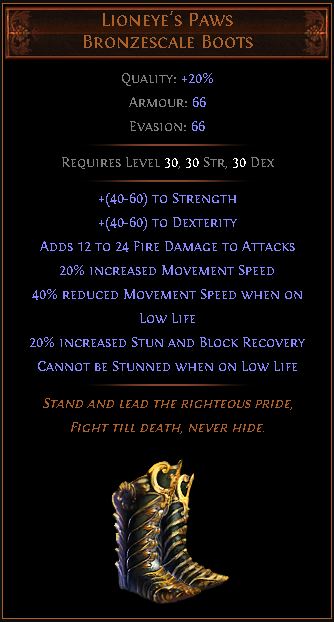 Lioneye's Paws
Bronzescale Boots
Quality: +20%
Armour: 66
Evasion: 66
Requires Level 30, 30 Str, 30 Dex
+(40-60) to Strength
+(40-60) to Dexterity
Adds 12 to 24 Fire Damage to Attacks
20% increased Movement Speed
40% reduced Movement Speed when on
Low Life
20% increased Stun and Block Recovery
Cannot be Stunned when on Low Life
Stand and lead the righteous pride,
Fight till death, never hide.